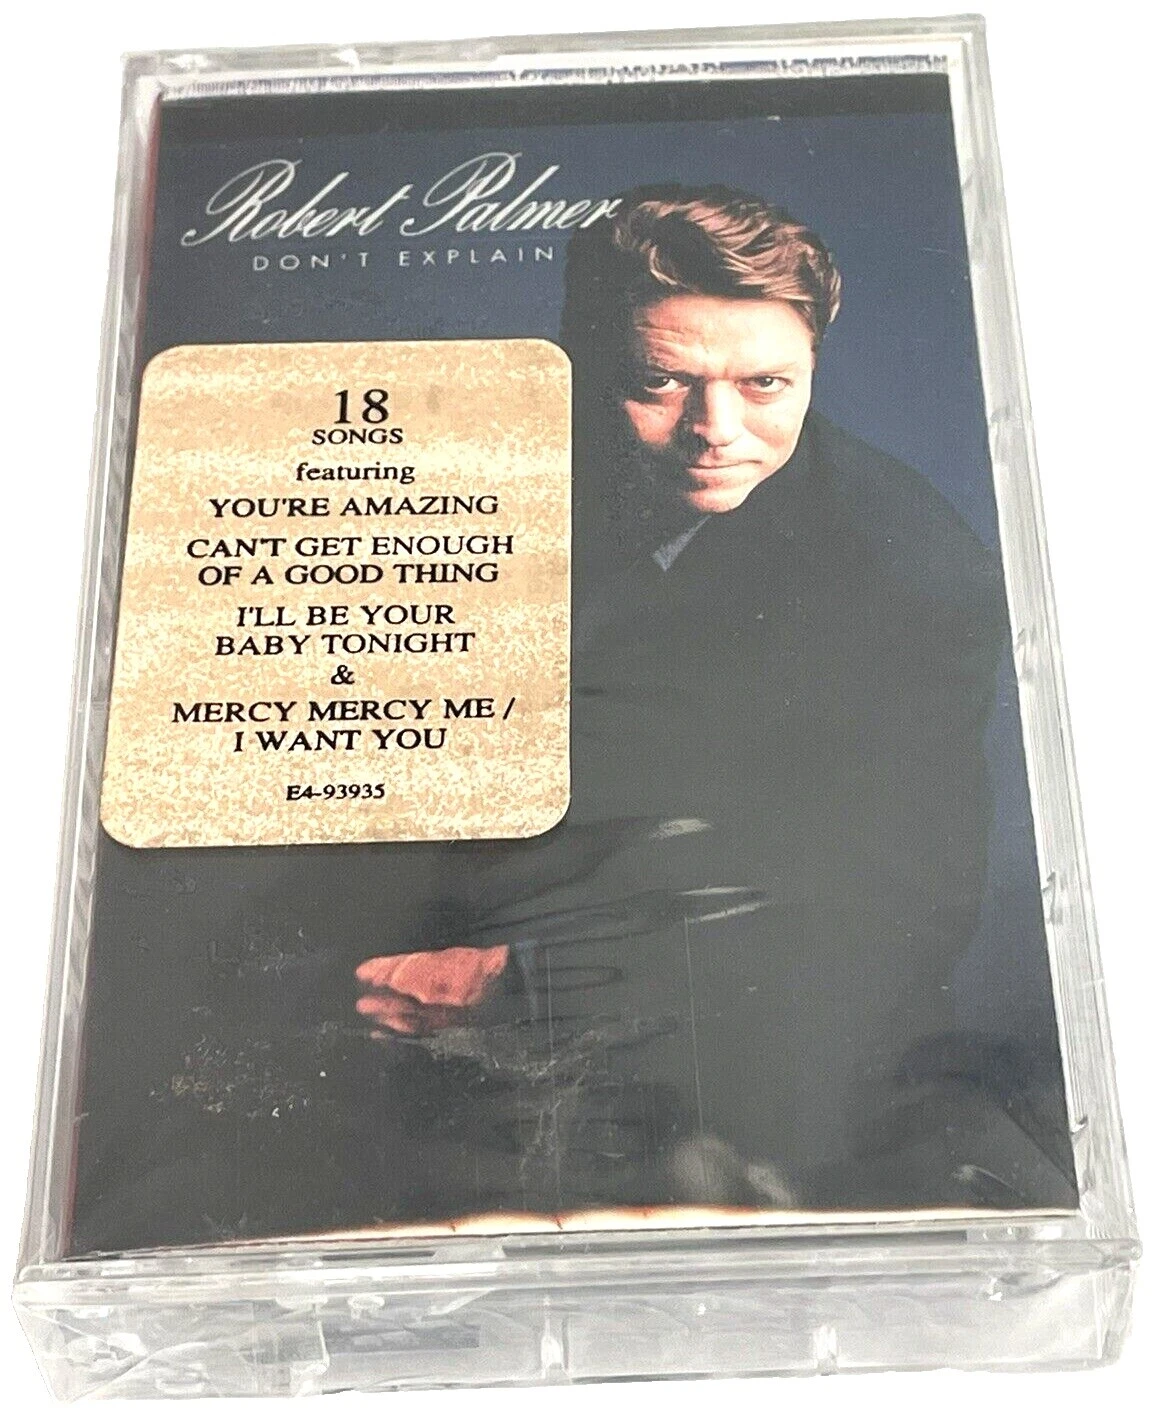 Robert Palmer
DON'T EXPLAIN
18
SONGS
featuring
YOU'RE AMAZING
CAN'T GET ENOUGH
OF A GOOD THING
I'LL BE YOUR
BABY TONIGHT
&
MERCY MERCY ME /
I WANT YOU
E4-93935